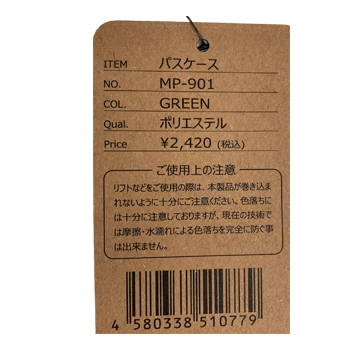 ITEM パスケース
NO. MP-901
COL. GREEN
Qual. ポリエステル
Price ¥2,420 (税込)
ご使用上の注意
リフトなどをご使用の際は、本製品が巻き込ま
れないように十分にご注意ください。色落ちに
は十分に注意しておりますが、現在の技術で
は摩擦・水濡れによる色落ちを完全に防ぐ事
は出来ません。
4 580338 510779